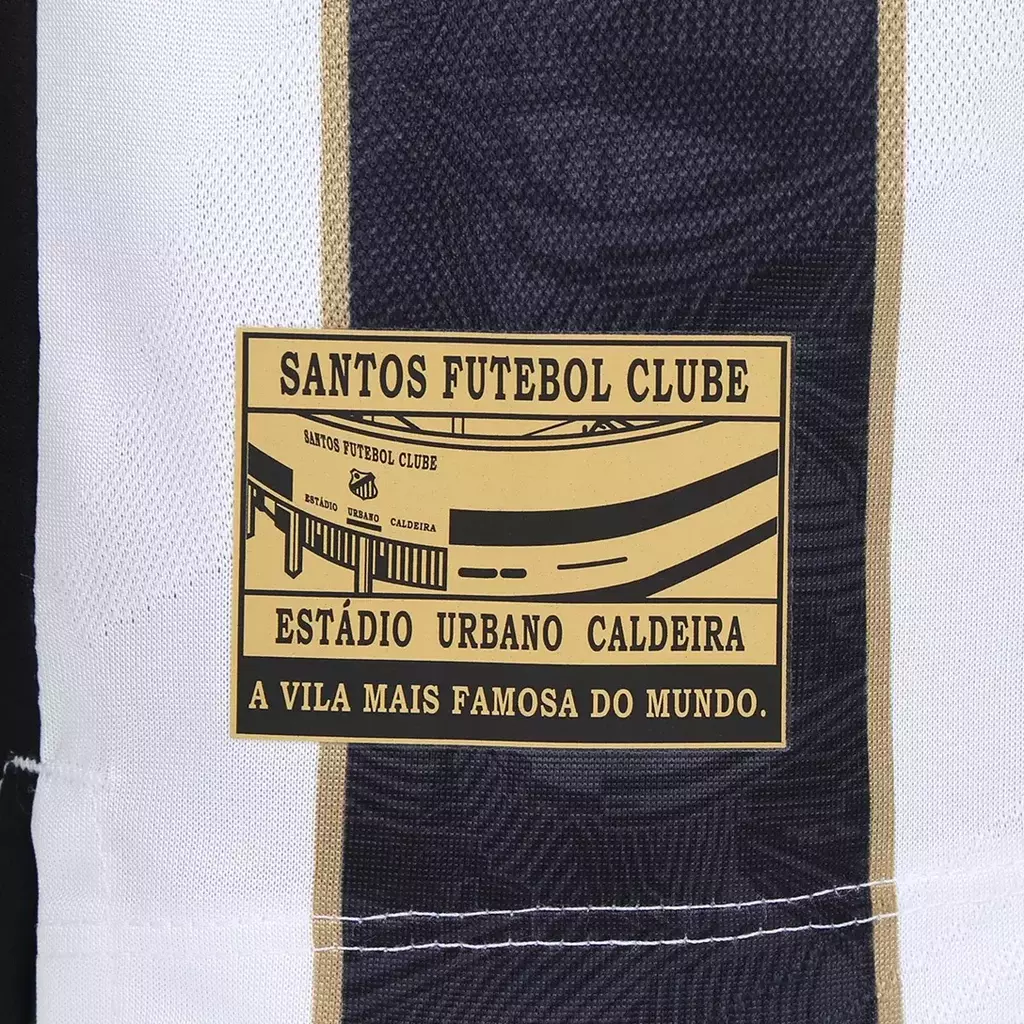 SANTOS FUTEBOL CLUBE
SANTOS FUTEBOL CLUBE
ESTÁDIO URBANO CALDEIRA
ESTÁDIO URBANO CALDEIRA
A VILA MAIS FAMOSA DO MUNDO.